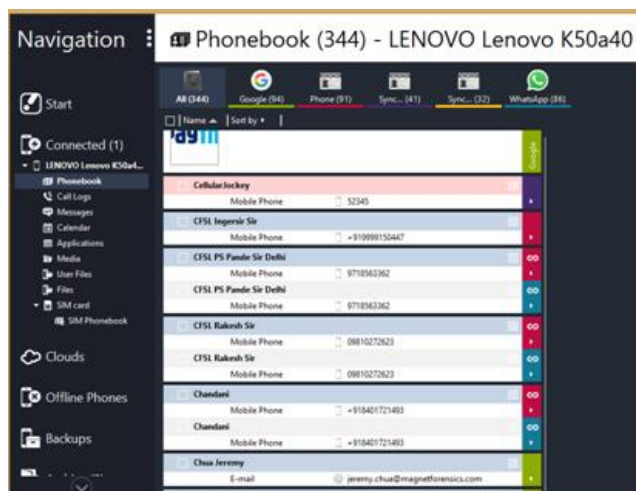 Navigation
Phonebook (344) - LENOVO Lenovo K50a40
Start
Connected (1)
LENOVO Lenovo K50a4...
Phonebook
Call Logs
Messages
Calendar
Applications
Media
User Files
Files
SIM card
SIM Phonebook
Clouds
Offline Phones
Backups
All (344)
Google (94)
Phone (91)
Sync... (41)
Sync... (32)
WhatsApp (86)
Name
Sort by
Google
CellularJockey
Mobile Phone 52345
CFSL Ingersir Sir
Mobile Phone +919999150447
CFSL PS Pande Sir Delhi
Mobile Phone 9718563362
CFSL PS Pande Sir Delhi
Mobile Phone 9718563362
CFSL Rakesh Sir
Mobile Phone 09810272623
CFSL Rakesh Sir
Mobile Phone 09810272623
Chandani
Mobile Phone +918401721493
Chandani
Mobile Phone +918401721493
Chua Jeremy
E-mail jeremy.chua@magnetforensics.com